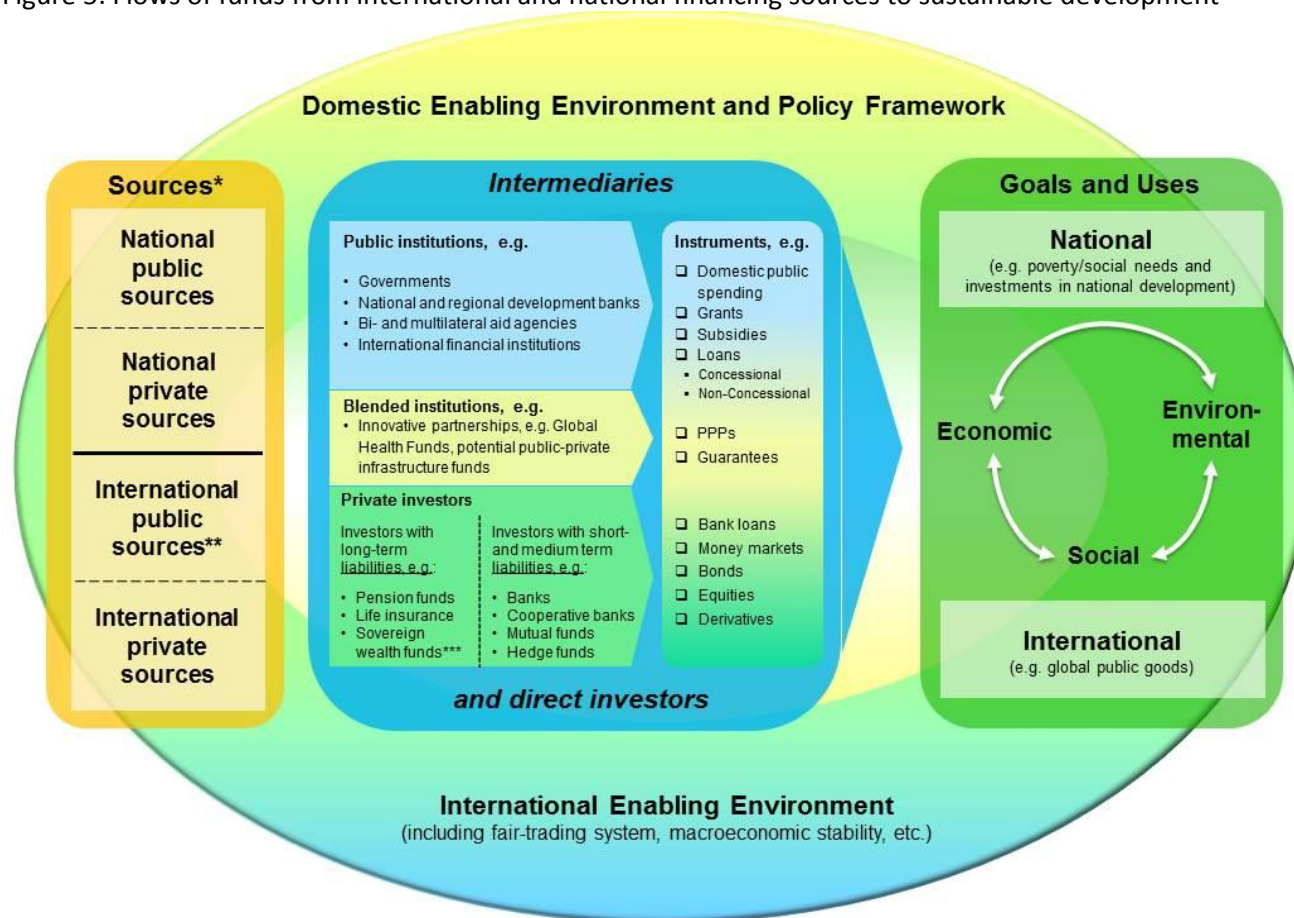 Figure 3: Flows of funds from international and national financing sources to sustainable development
Domestic Enabling Environment and Policy Framework
Sources*
National
public
sources
National
private
sources
International
public
sources**
International
private
sources
Intermediaries
Public institutions, e.g.
• Governments
• National and regional development banks
• Bi- and multilateral aid agencies
• International financial institutions
Blended institutions, e.g.
• Innovative partnerships, e.g. Global
Health Funds, potential public-private
infrastructure funds
Private investors
Investors with
long-term
liabilities, e.g.:
• Pension funds
• Life insurance
• Sovereign
wealth funds***
Investors with short-
and medium term
liabilities, e.g.:
• Banks
• Cooperative banks
• Mutual funds
• Hedge funds
Instruments, e.g.
❑ Domestic public
spending
❑ Grants
❑ Subsidies
❑ Loans
▪ Concessional
▪ Non-Concessional
❑ PPPs
❑ Guarantees
❑ Bank loans
❑ Money markets
❑ Bonds
❑ Equities
❑ Derivatives
and direct investors
Goals and Uses
National
(e.g. poverty/social needs and
investments in national development)
Economic
Environ-
mental
Social
International
(e.g. global public goods)
International Enabling Environment
(including fair-trading system, macroeconomic stability, etc.)